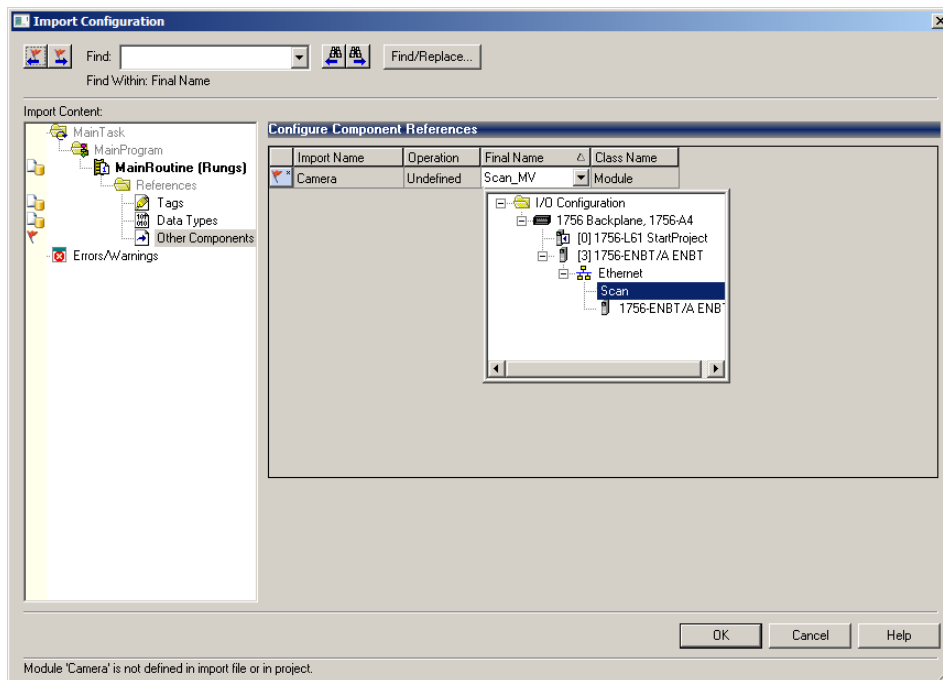 Import Configuration
Find:
Find/Replace...
Find Within: Final Name
Import Content:
MainTask
MainProgram
MainRoutine (Rungs)
References
Tags
Data Types
Other Components
Errors/Warnings
Configure Component References
Import Name Operation Final Name Class Name
Camera Undefined Scan_MV Module
I/O Configuration
1756 Backplane, 1756-A4
[0] 1756-L61 StartProject
[3] 1756-ENBT/A ENBT
Ethernet
Scan
1756-ENBT/A ENBT
OK Cancel Help
Module 'Camera' is not defined in import file or in project.